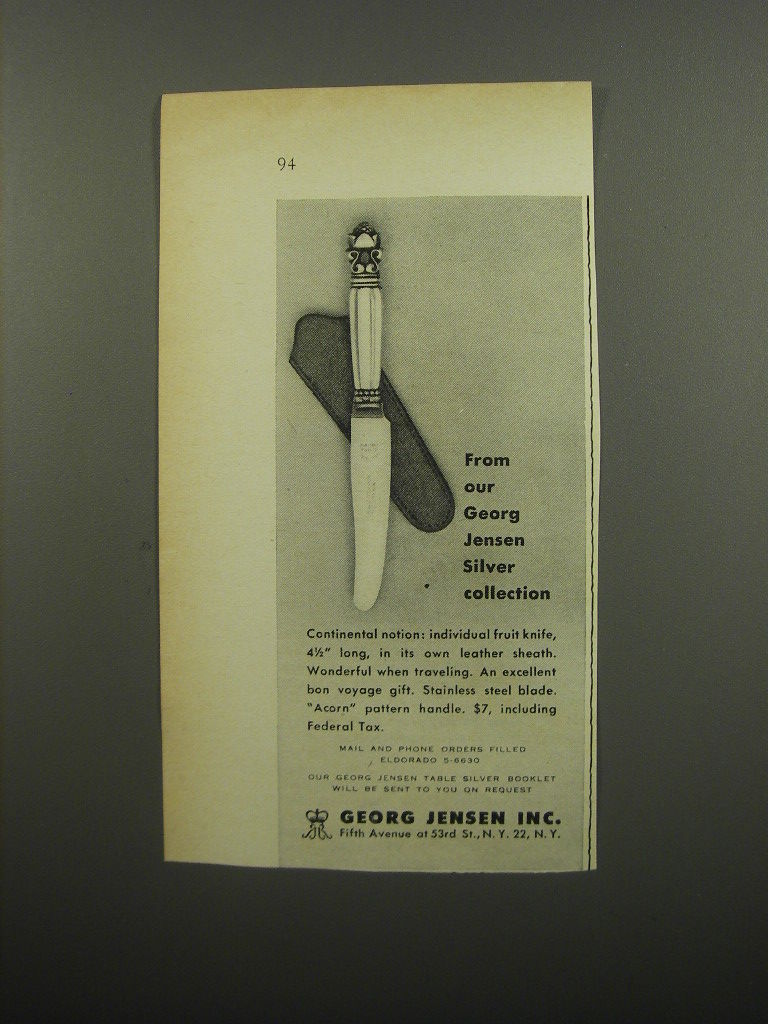 94
From
our
Georg
Jensen
Silver
collection
Continental notion: individual fruit knife,
4½" long, in its own leather sheath.
Wonderful when traveling. An excellent
bon voyage gift. Stainless steel blade.
"Acorn" pattern handle. $7, including
Federal Tax.
MAIL AND PHONE ORDERS FILLED
ELDORADO 5-6630
OUR GEORG JENSEN TABLE SILVER BOOKLET
WILL BE SENT TO YOU ON REQUEST
GEORG JENSEN INC.
Fifth Avenue at 53rd St., N. Y. 22, N. Y.